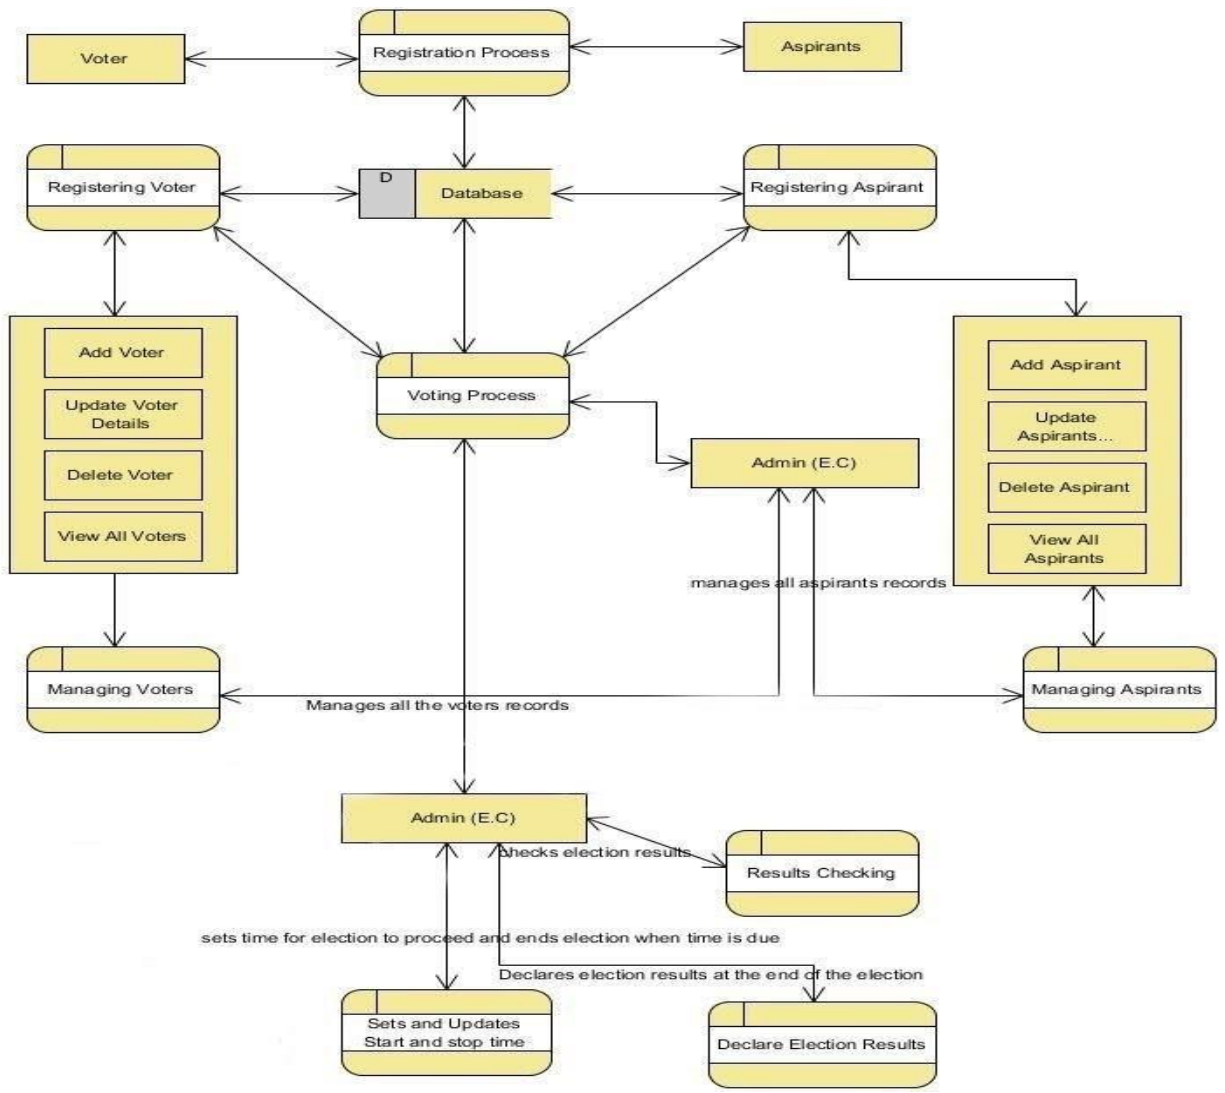 Voter
Registration Process
Aspirants
Registering Voter
D
Database
Registering Aspirant
Add Voter
Update Voter
Details
Delete Voter
View All Voters
Voting Process
Admin (E.C)
Add Aspirant
Update
Aspirants...
Delete Aspirant
View All
Aspirants
manages all aspirants records
Managing Voters
Manages all the voters records
Managing Aspirants
Admin (E.C)
checks election results
Results Checking
sets time for election to proceed and ends election when time is due
Declares election results at the end of the election
Sets and Updates
Start and stop time
Declare Election Results